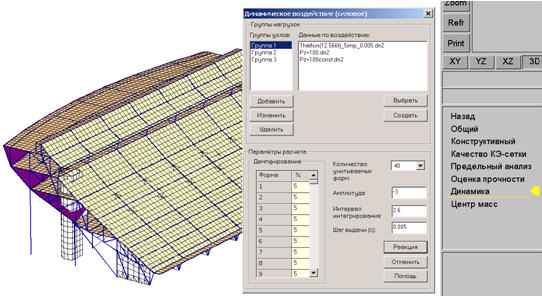 Динамическое воздействие (силовое)
Группы нагрузок
Группы узлов:
Данные по воздействию:
Группа 1
Группа 2
Группа 3
1halfsin(12.566t)_5imp_0.005.dn2
Pz+100.dn2
Pz+100const.dn2
Добавить
Изменить
Удалить
Выбрать
Создать
Параметры расчета
Демпфирование
Форма %
1 5
2 5
3 5
4 5
5 5
6 5
7 5
8 5
9 5
Количество учитываемых форм:
40
Амплитуда
-3
Интервал интегрирования
2.6
Шаг выдачи (с):
0.005
Реакция
Отменить
Помощь
Zoom
Refr
Print
XY YZ XZ 3D
Назад
Общий
Конструктивный
Качество КЭ-сетки
Предельный анализ
Оценка прочности
Динамика
Центр масс